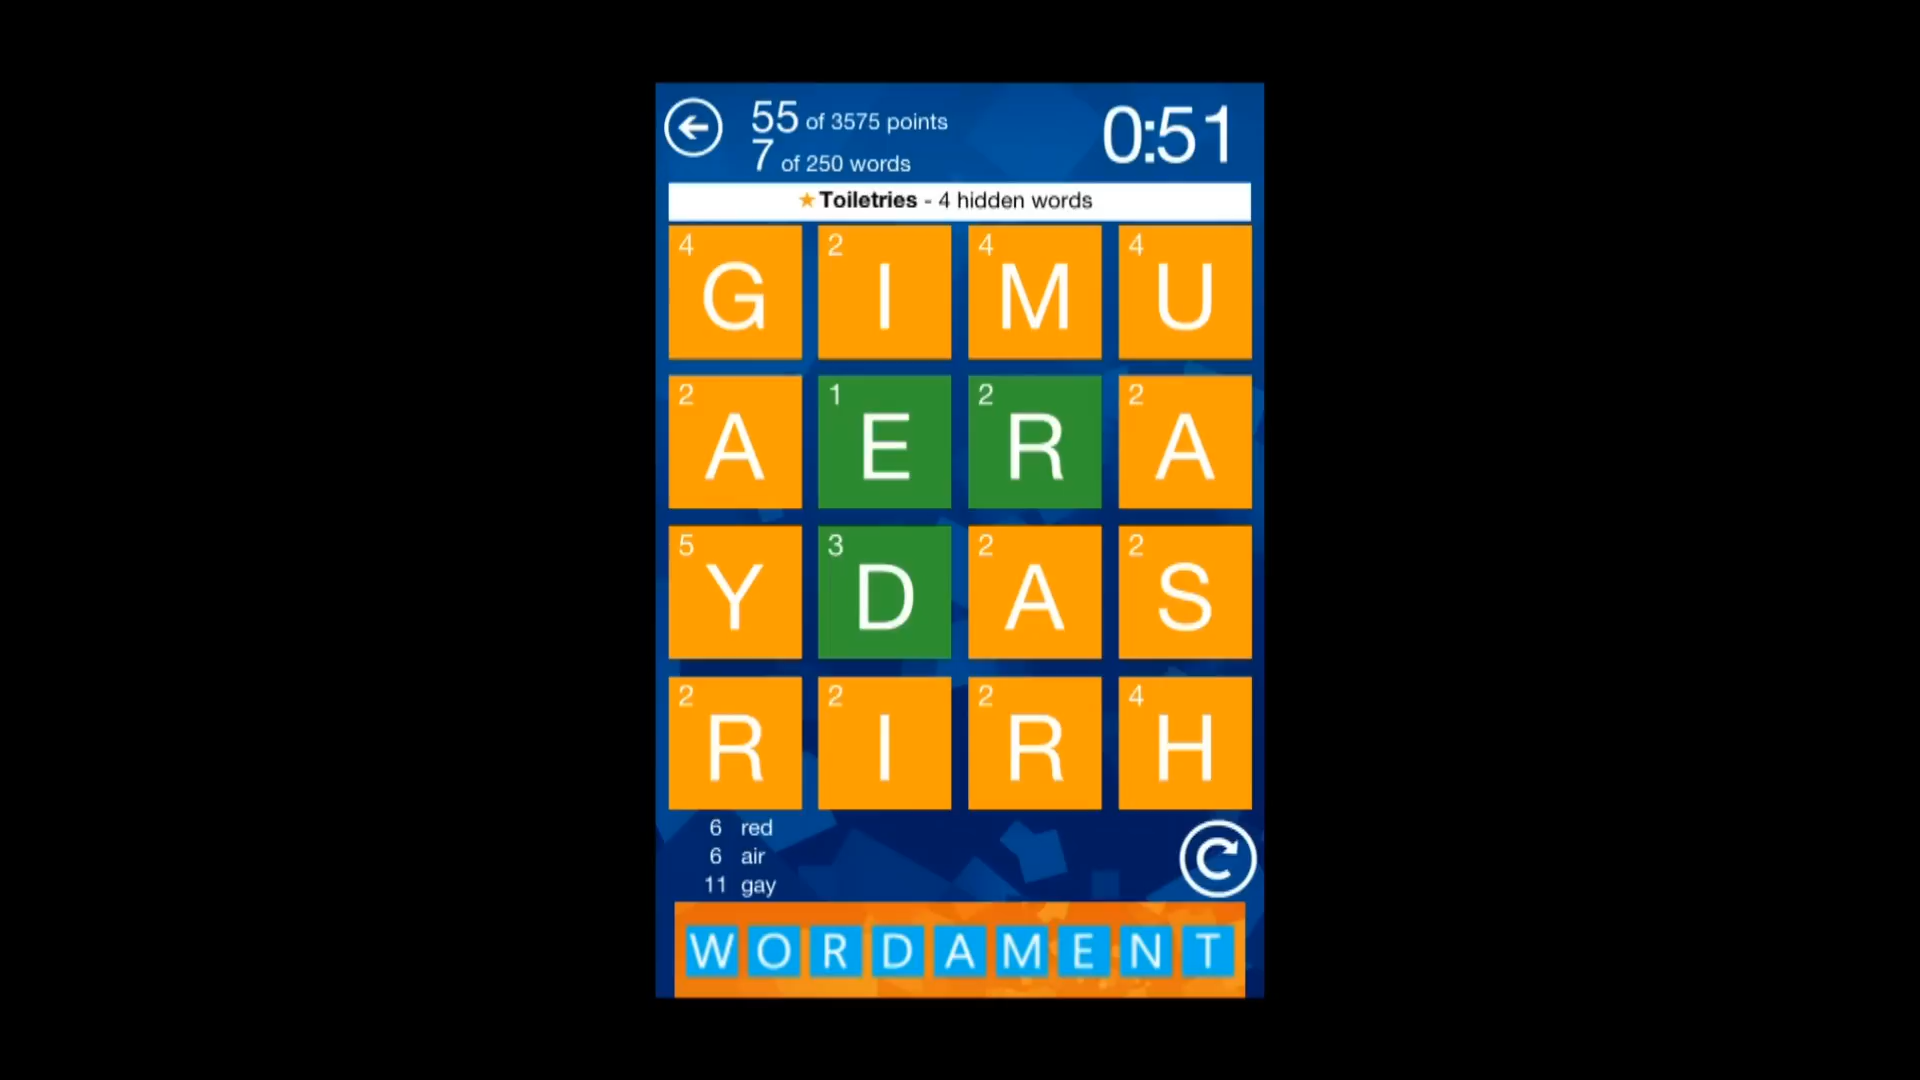 55 of 3575 points
0:51
7 of 250 words
★Toiletries - 4 hidden words
4 G 2 I 4 M 4 U
2 A 1 E 2 R 2 A
5 Y 3 D 2 A 2 S
2 R 2 I 2 R 4 H
6 red
6 air
11 gay
WORDAMENT